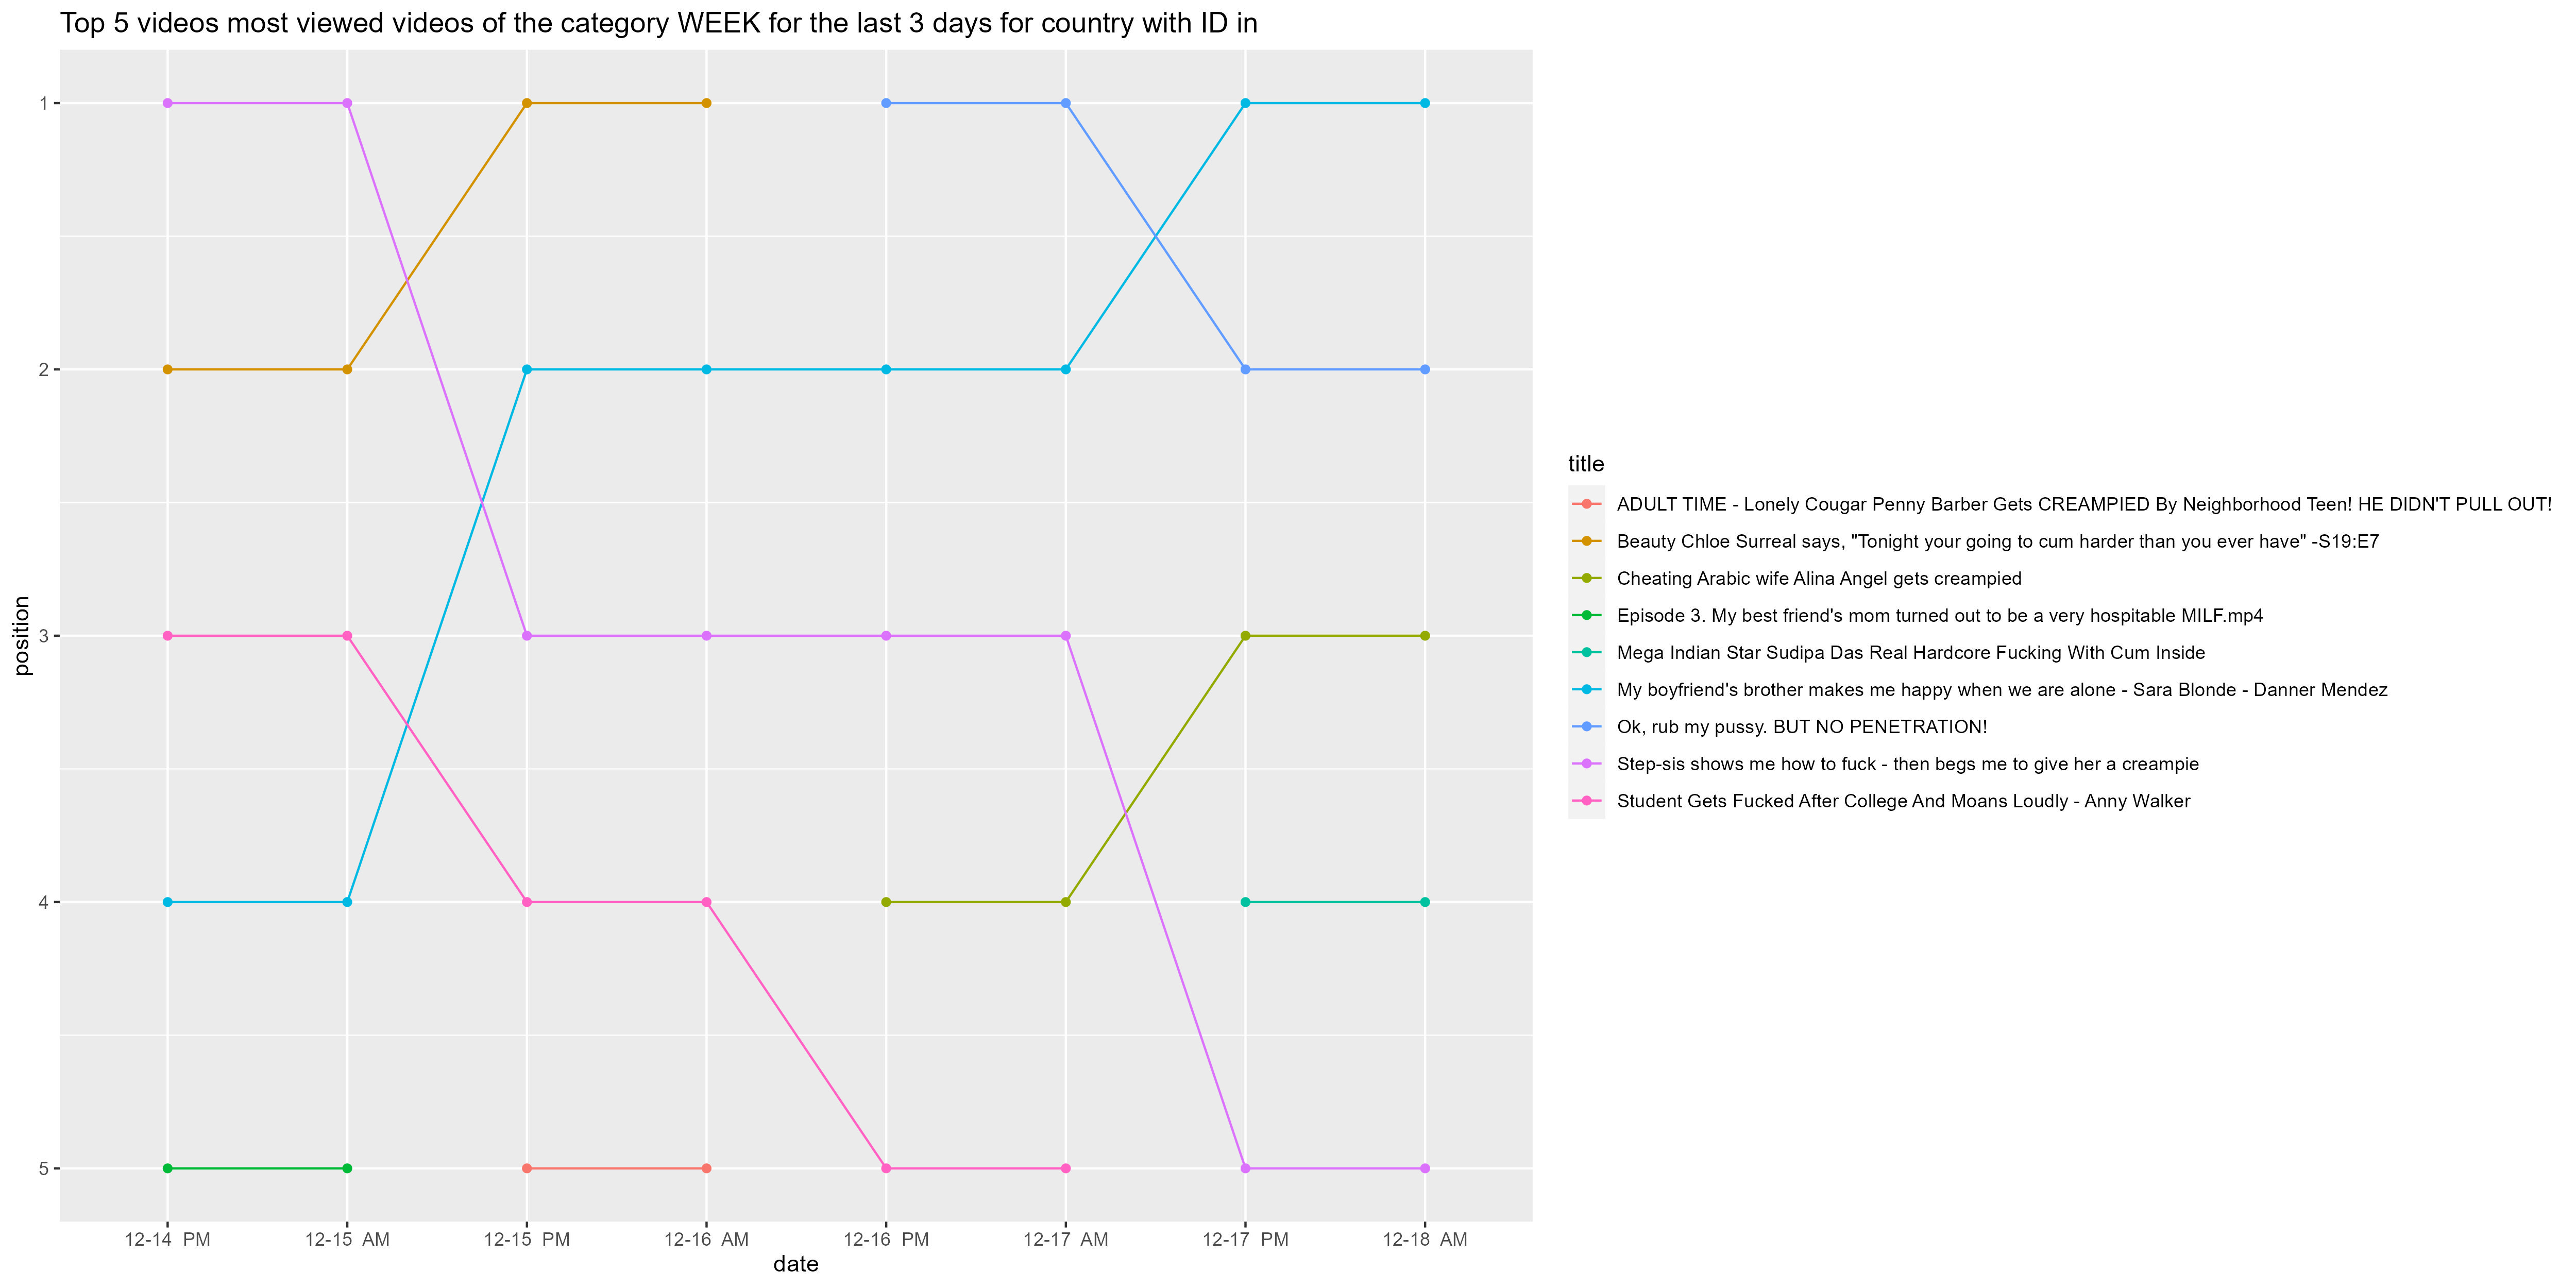 Top 5 videos most viewed videos of the category WEEK for the last 3 days for country with ID in
position
1
2
3
4
5
12-14 PM
12-15 AM
12-15 PM
12-16 AM
12-16 PM
12-17 AM
12-17 PM
12-18 AM
date
title
ADULT TIME - Lonely Cougar Penny Barber Gets CREAMPIED By Neighborhood Teen! HE DIDN'T PULL OUT!
Beauty Chloe Surreal says, "Tonight your going to cum harder than you ever have" -S19:E7
Cheating Arabic wife Alina Angel gets creampied
Episode 3. My best friend's mom turned out to be a very hospitable MILF.mp4
Mega Indian Star Sudipa Das Real Hardcore Fucking With Cum Inside
My boyfriend's brother makes me happy when we are alone - Sara Blonde - Danner Mendez
Ok, rub my pussy. BUT NO PENETRATION!
Step-sis shows me how to fuck - then begs me to give her a creampie
Student Gets Fucked After College And Moans Loudly - Anny Walker